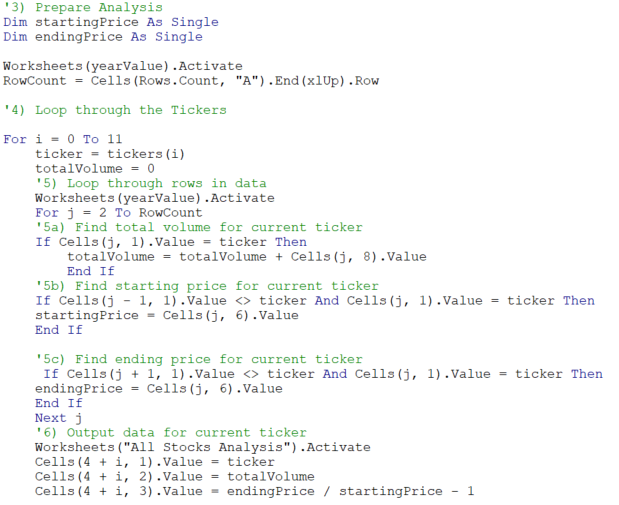 '3) Prepare Analysis
Dim startingPrice As Single
Dim endingPrice As Single
Worksheets(yearValue).Activate
RowCount = Cells(Rows.Count, "A").End(xlUp).Row
'4) Loop through the Tickers
For i = 0 To 11
    ticker = tickers(i)
    totalVolume = 0
    '5) Loop through rows in data
    Worksheets(yearValue).Activate
    For j = 2 To RowCount
    '5a) Find total volume for current ticker
    If Cells(j, 1).Value = ticker Then
        totalVolume = totalVolume + Cells(j, 8).Value
        End If
    '5b) Find starting price for current ticker
    If Cells(j - 1, 1).Value <> ticker And Cells(j, 1).Value = ticker Then
    startingPrice = Cells(j, 6).Value
    End If
    '5c) Find ending price for current ticker
     If Cells(j + 1, 1).Value <> ticker And Cells(j, 1).Value = ticker Then
    endingPrice = Cells(j, 6).Value
    End If
    Next j
    '6) Output data for current ticker
    Worksheets("All Stocks Analysis").Activate
    Cells(4 + i, 1).Value = ticker
    Cells(4 + i, 2).Value = totalVolume
    Cells(4 + i, 3).Value = endingPrice / startingPrice - 1